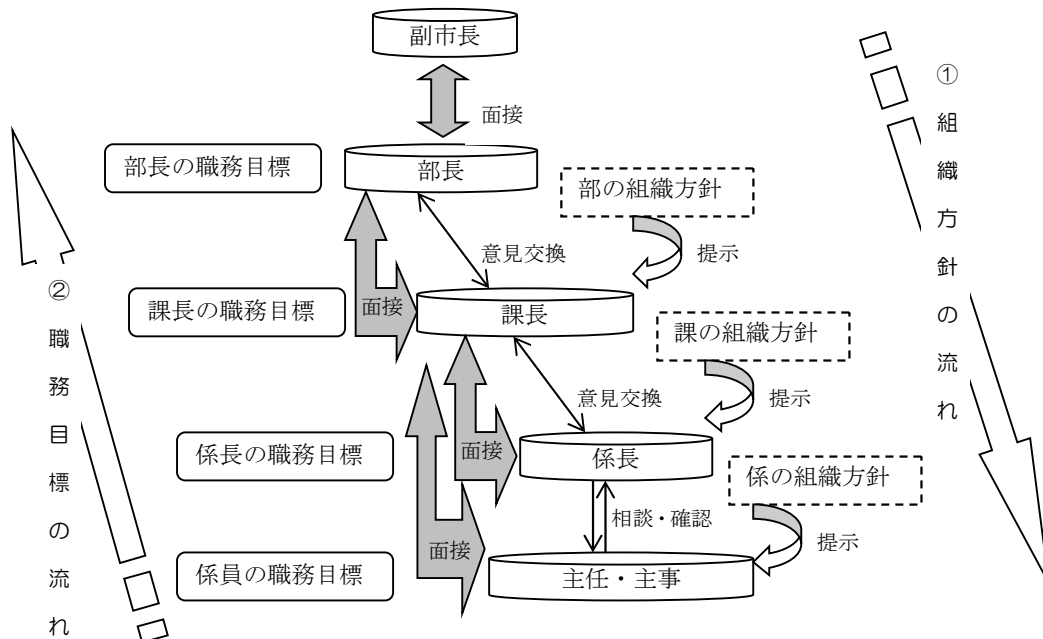 副市長
面接
①組織方針の流れ
部長の職務目標
部長
部の組織方針
意見交換
提示
②職務目標の流れ
課長の職務目標
面接
課長
課の組織方針
意見交換
提示
係長の職務目標
面接
係長
係の組織方針
相談・確認
提示
係員の職務目標
面接
主任・主事